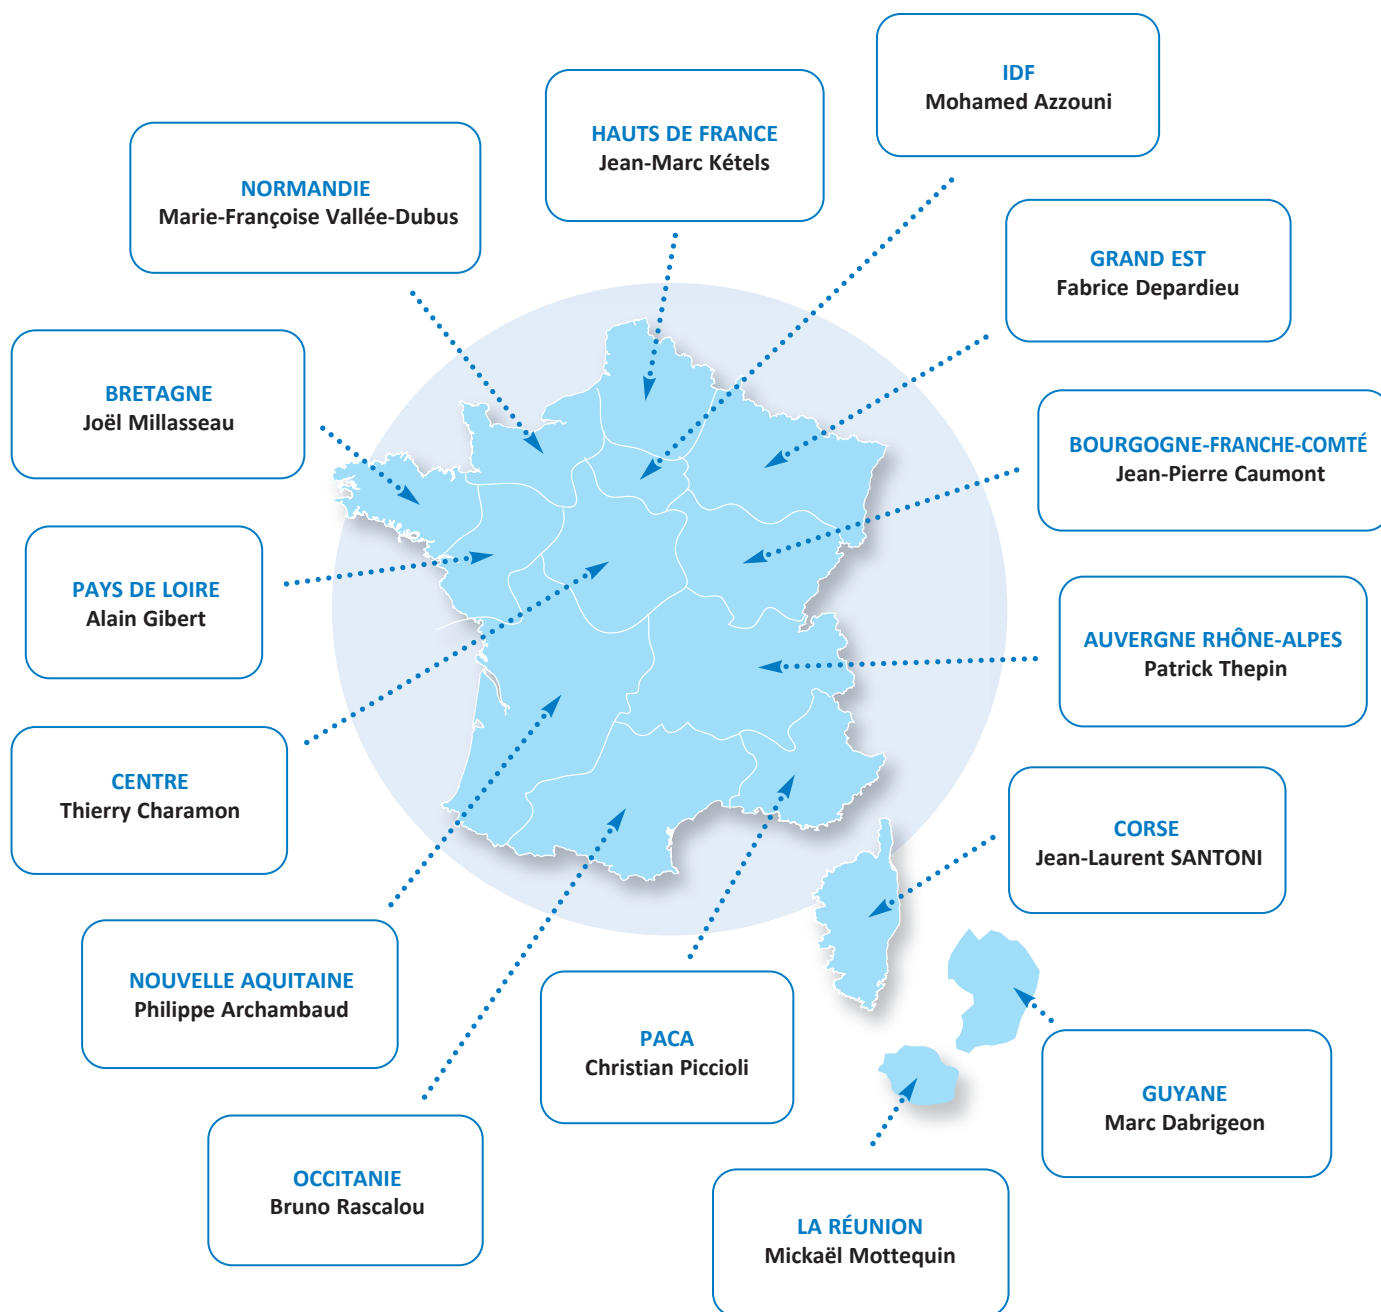 IDF
Mohamed Azzouni
HAUTS DE FRANCE
Jean-Marc Kétels
NORMANDIE
Marie-Françoise Vallée-Dubus
GRAND EST
Fabrice Depardieu
BRETAGNE
Joël Millasseau
BOURGOGNE-FRANCHE-COMTÉ
Jean-Pierre Caumont
PAYS DE LOIRE
Alain Gibert
AUVERGNE RHÔNE-ALPES
Patrick Thepin
CENTRE
Thierry Charamon
CORSE
Jean-Laurent SANTONI
NOUVELLE AQUITAINE
Philippe Archambaud
PACA
Christian Piccioli
GUYANE
Marc Dabrigeon
OCCITANIE
Bruno Rascalou
LA RÉUNION
Mickaël Mottequin